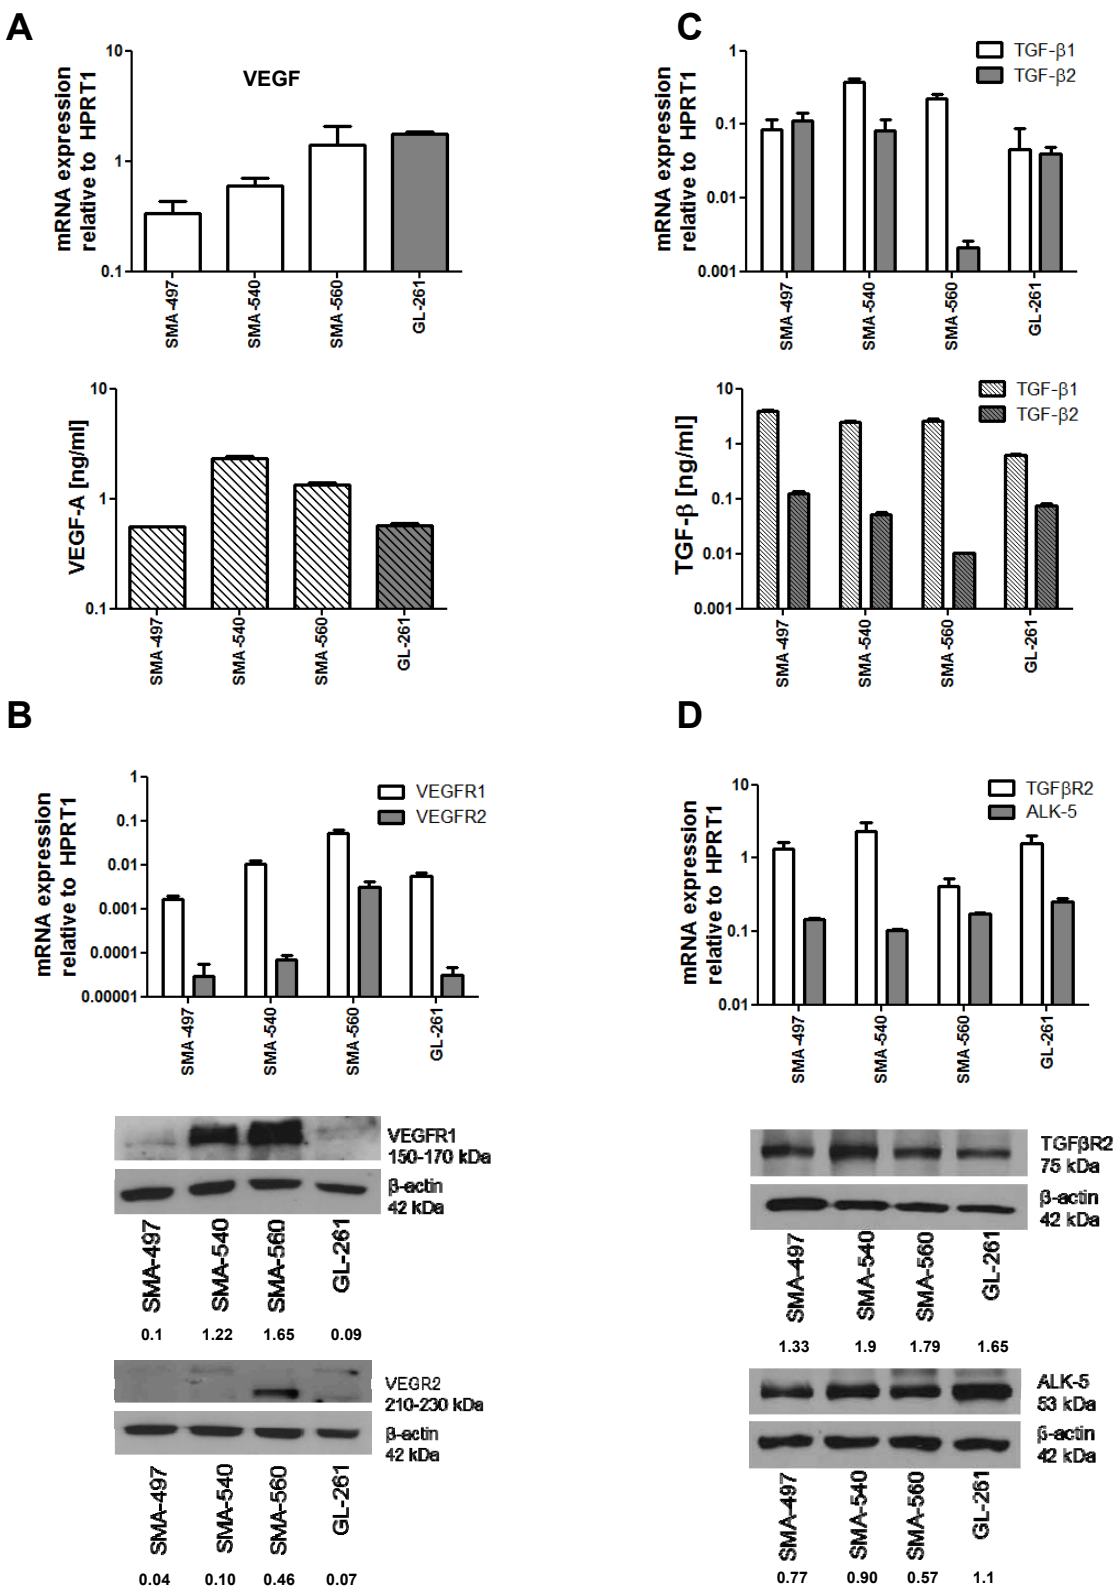 A
mRNA expression
relative to HPRT1
10
1
0.1
VEGF
SMA-497
SMA-540
SMA-560
GL-261
VEGF-A [ng/ml]
10
1
0.1
SMA-497
SMA-540
SMA-560
GL-261
B
mRNA expression
relative to HPRT1
1
0.1
0.01
0.001
0.0001
0.00001
VEGFR1
VEGFR2
SMA-497
SMA-540
SMA-560
GL-261
VEGFR1
150-170 kDa
β-actin
42 kDa
SMA-497
SMA-540
SMA-560
GL-261
0.1 1.22 1.65 0.09
VEGR2
210-230 kDa
β-actin
42 kDa
SMA-497
SMA-540
SMA-560
GL-261
0.04 0.10 0.46 0.07
C
mRNA expression
relative to HPRT1
1
0.1
0.01
0.001
TGF-β1
TGF-β2
SMA-497
SMA-540
SMA-560
GL-261
TGF-β [ng/ml]
10
1
0.1
0.01
0.001
TGF-β1
TGF-β2
SMA-497
SMA-540
SMA-560
GL-261
D
mRNA expression
relative to HPRT1
10
1
0.1
0.01
TGFβR2
ALK-5
SMA-497
SMA-540
SMA-560
GL-261
TGFβR2
75 kDa
β-actin
42 kDa
SMA-497
SMA-540
SMA-560
GL-261
1.33 1.9 1.79 1.65
ALK-5
53 kDa
β-actin
42 kDa
SMA-497
SMA-540
SMA-560
GL-261
0.77 0.90 0.57 1.1